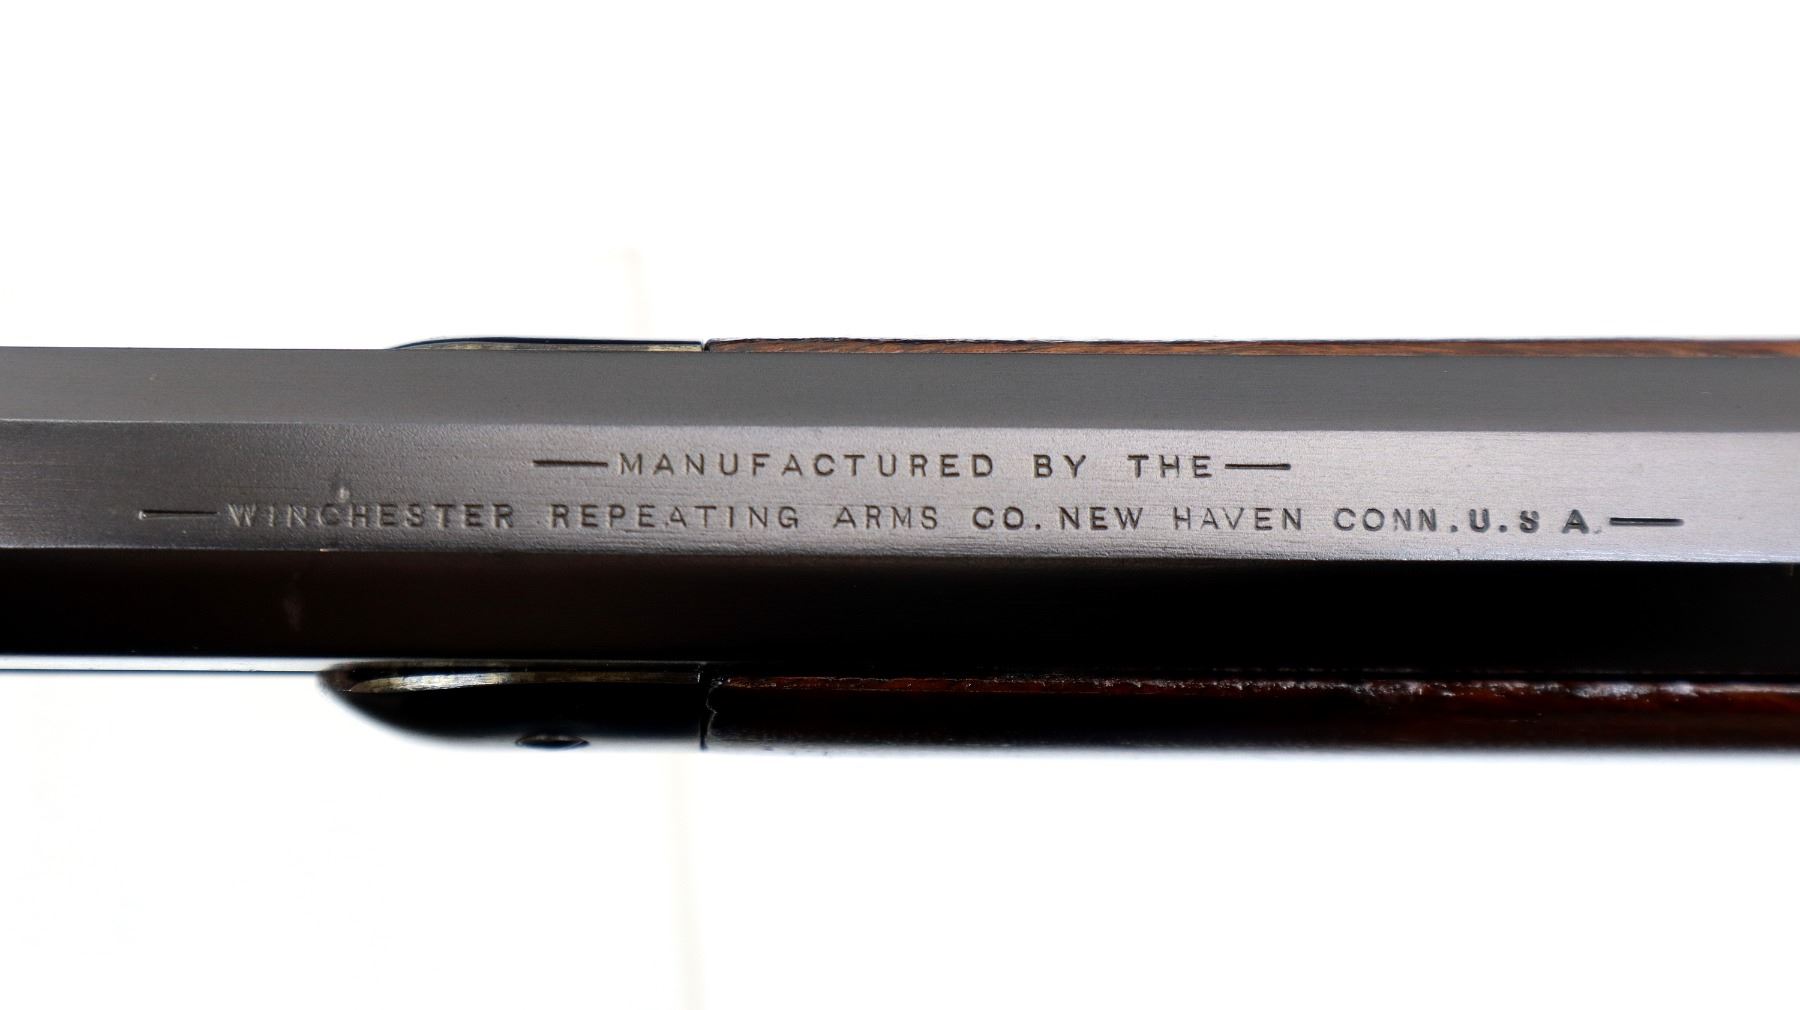 —MANUFACTURED BY THE—
—WINCHESTER REPEATING ARMS CO. NEW HAVEN CONN. U.S A.—